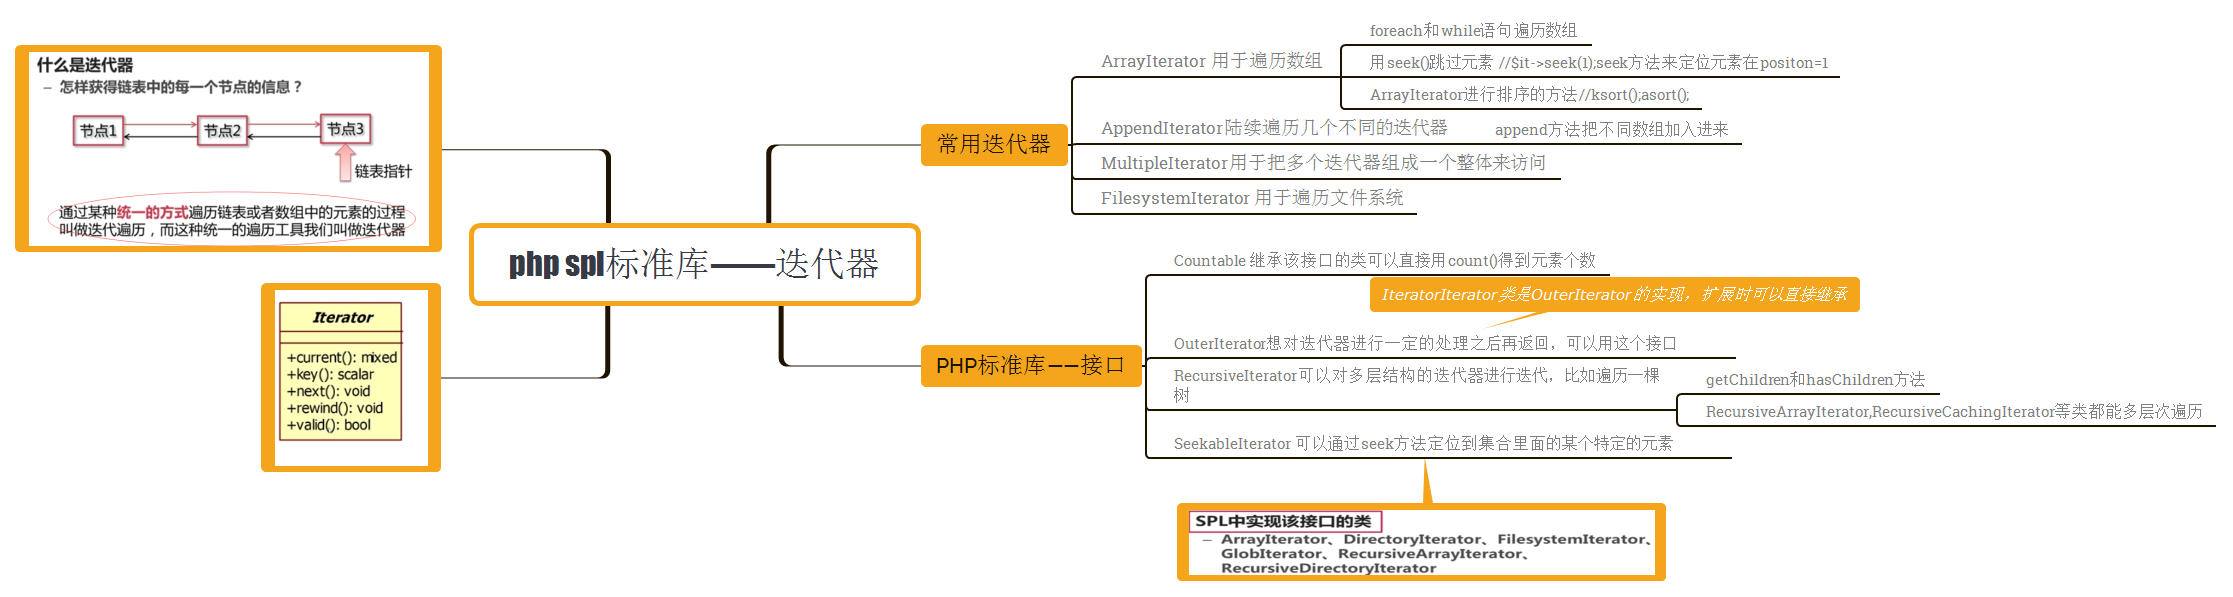 什么是迭代器
– 怎样获得链表中的每一个节点的信息？
节点1
节点2
节点3
链表指针
通过某种统一的方式遍历链表或者数组中的元素的过程
叫做迭代遍历，而这种统一的遍历工具我们叫做迭代器
Iterator
+current(): mixed
+key(): scalar
+next(): void
+rewind(): void
+valid(): bool
php spl标准库——迭代器
常用迭代器
ArrayIterator 用于遍历数组
foreach和while语句遍历数组
用seek()跳过元素 //$it->seek(1);seek方法来定位元素在positon=1
ArrayIterator进行排序的方法//ksort();asort();
AppendIterator陆续遍历几个不同的迭代器
append方法把不同数组加入进来
MultipleIterator用于把多个迭代器组成一个整体来访问
FilesystemIterator 用于遍历文件系统
PHP标准库——接口
Countable 继承该接口的类可以直接用count()得到元素个数
IteratorIterator类是OuterIterator的实现，扩展时可以直接继承
OuterIterator想对迭代器进行一定的处理之后再返回，可以用这个接口
RecursiveIterator可以对多层结构的迭代器进行迭代，比如遍历一棵
树
getChildren和hasChildren方法
RecursiveArrayIterator,RecursiveCachingIterator等类都能多层次遍历
SeekableIterator 可以通过seek方法定位到集合里面的某个特定的元素
SPL中实现该接口的类
– ArrayIterator、DirectoryIterator、FilesystemIterator、
GlobIterator、RecursiveArrayIterator、
RecursiveDirectoryIterator